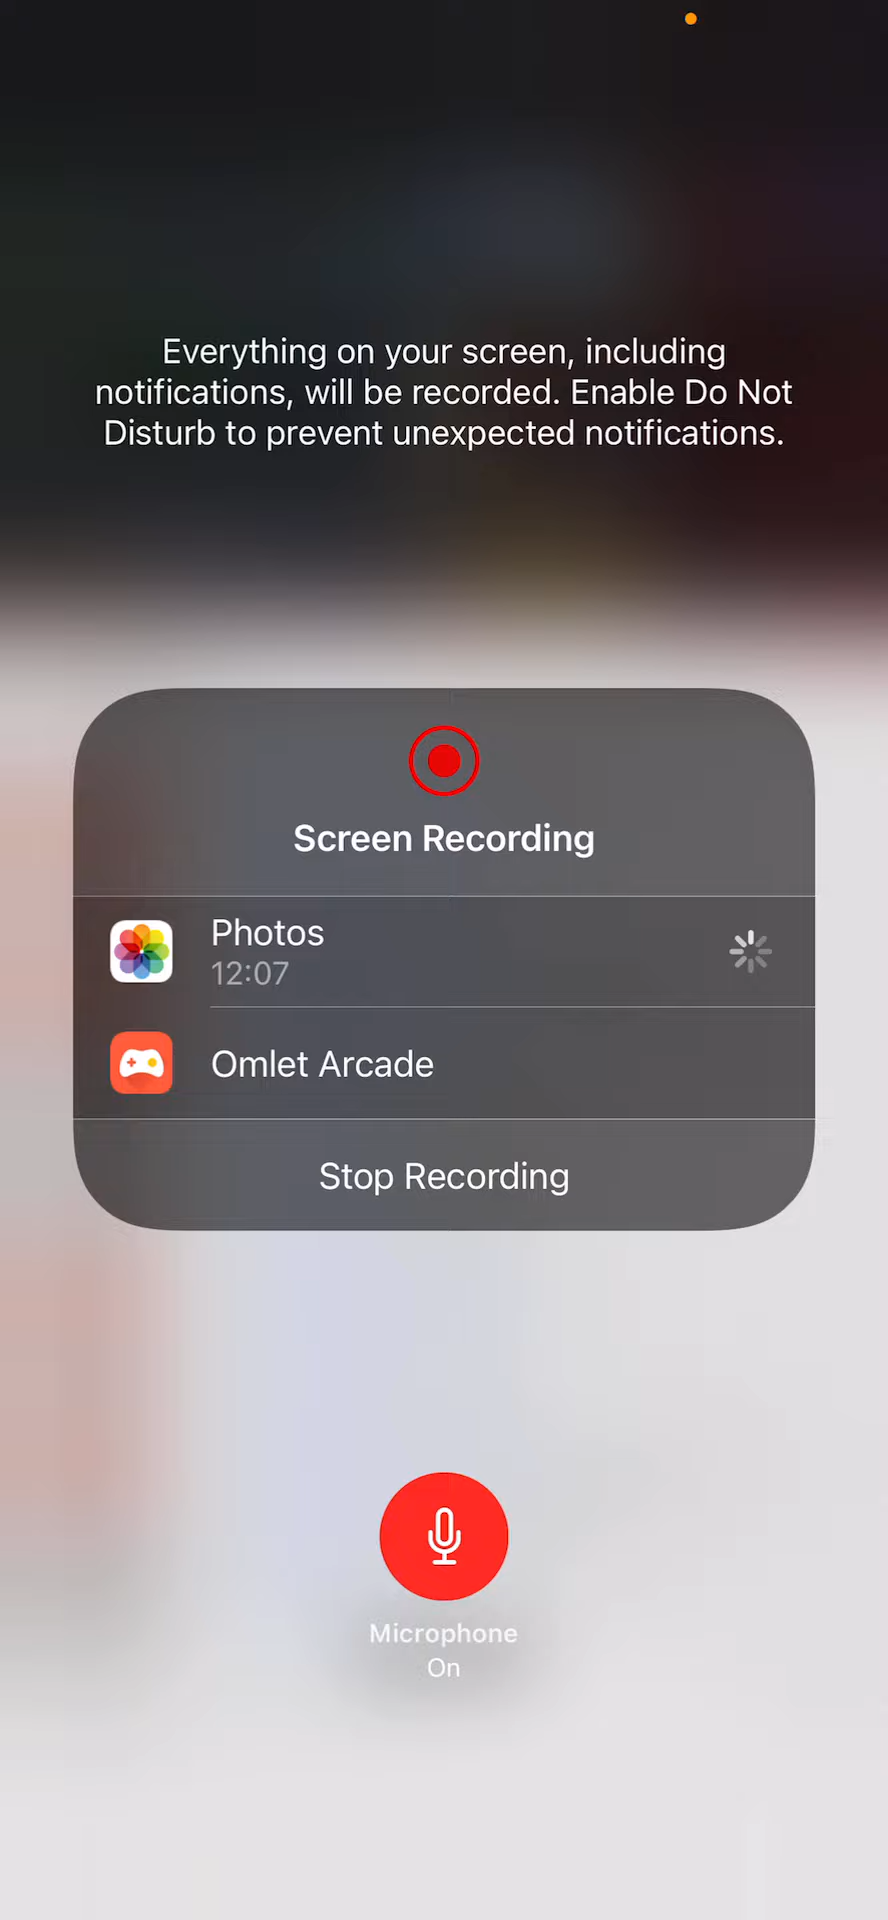 Everything on your screen, including
notifications, will be recorded. Enable Do Not
Disturb to prevent unexpected notifications.
Screen Recording
Photos
12:07
Omlet Arcade
Stop Recording
Microphone
On